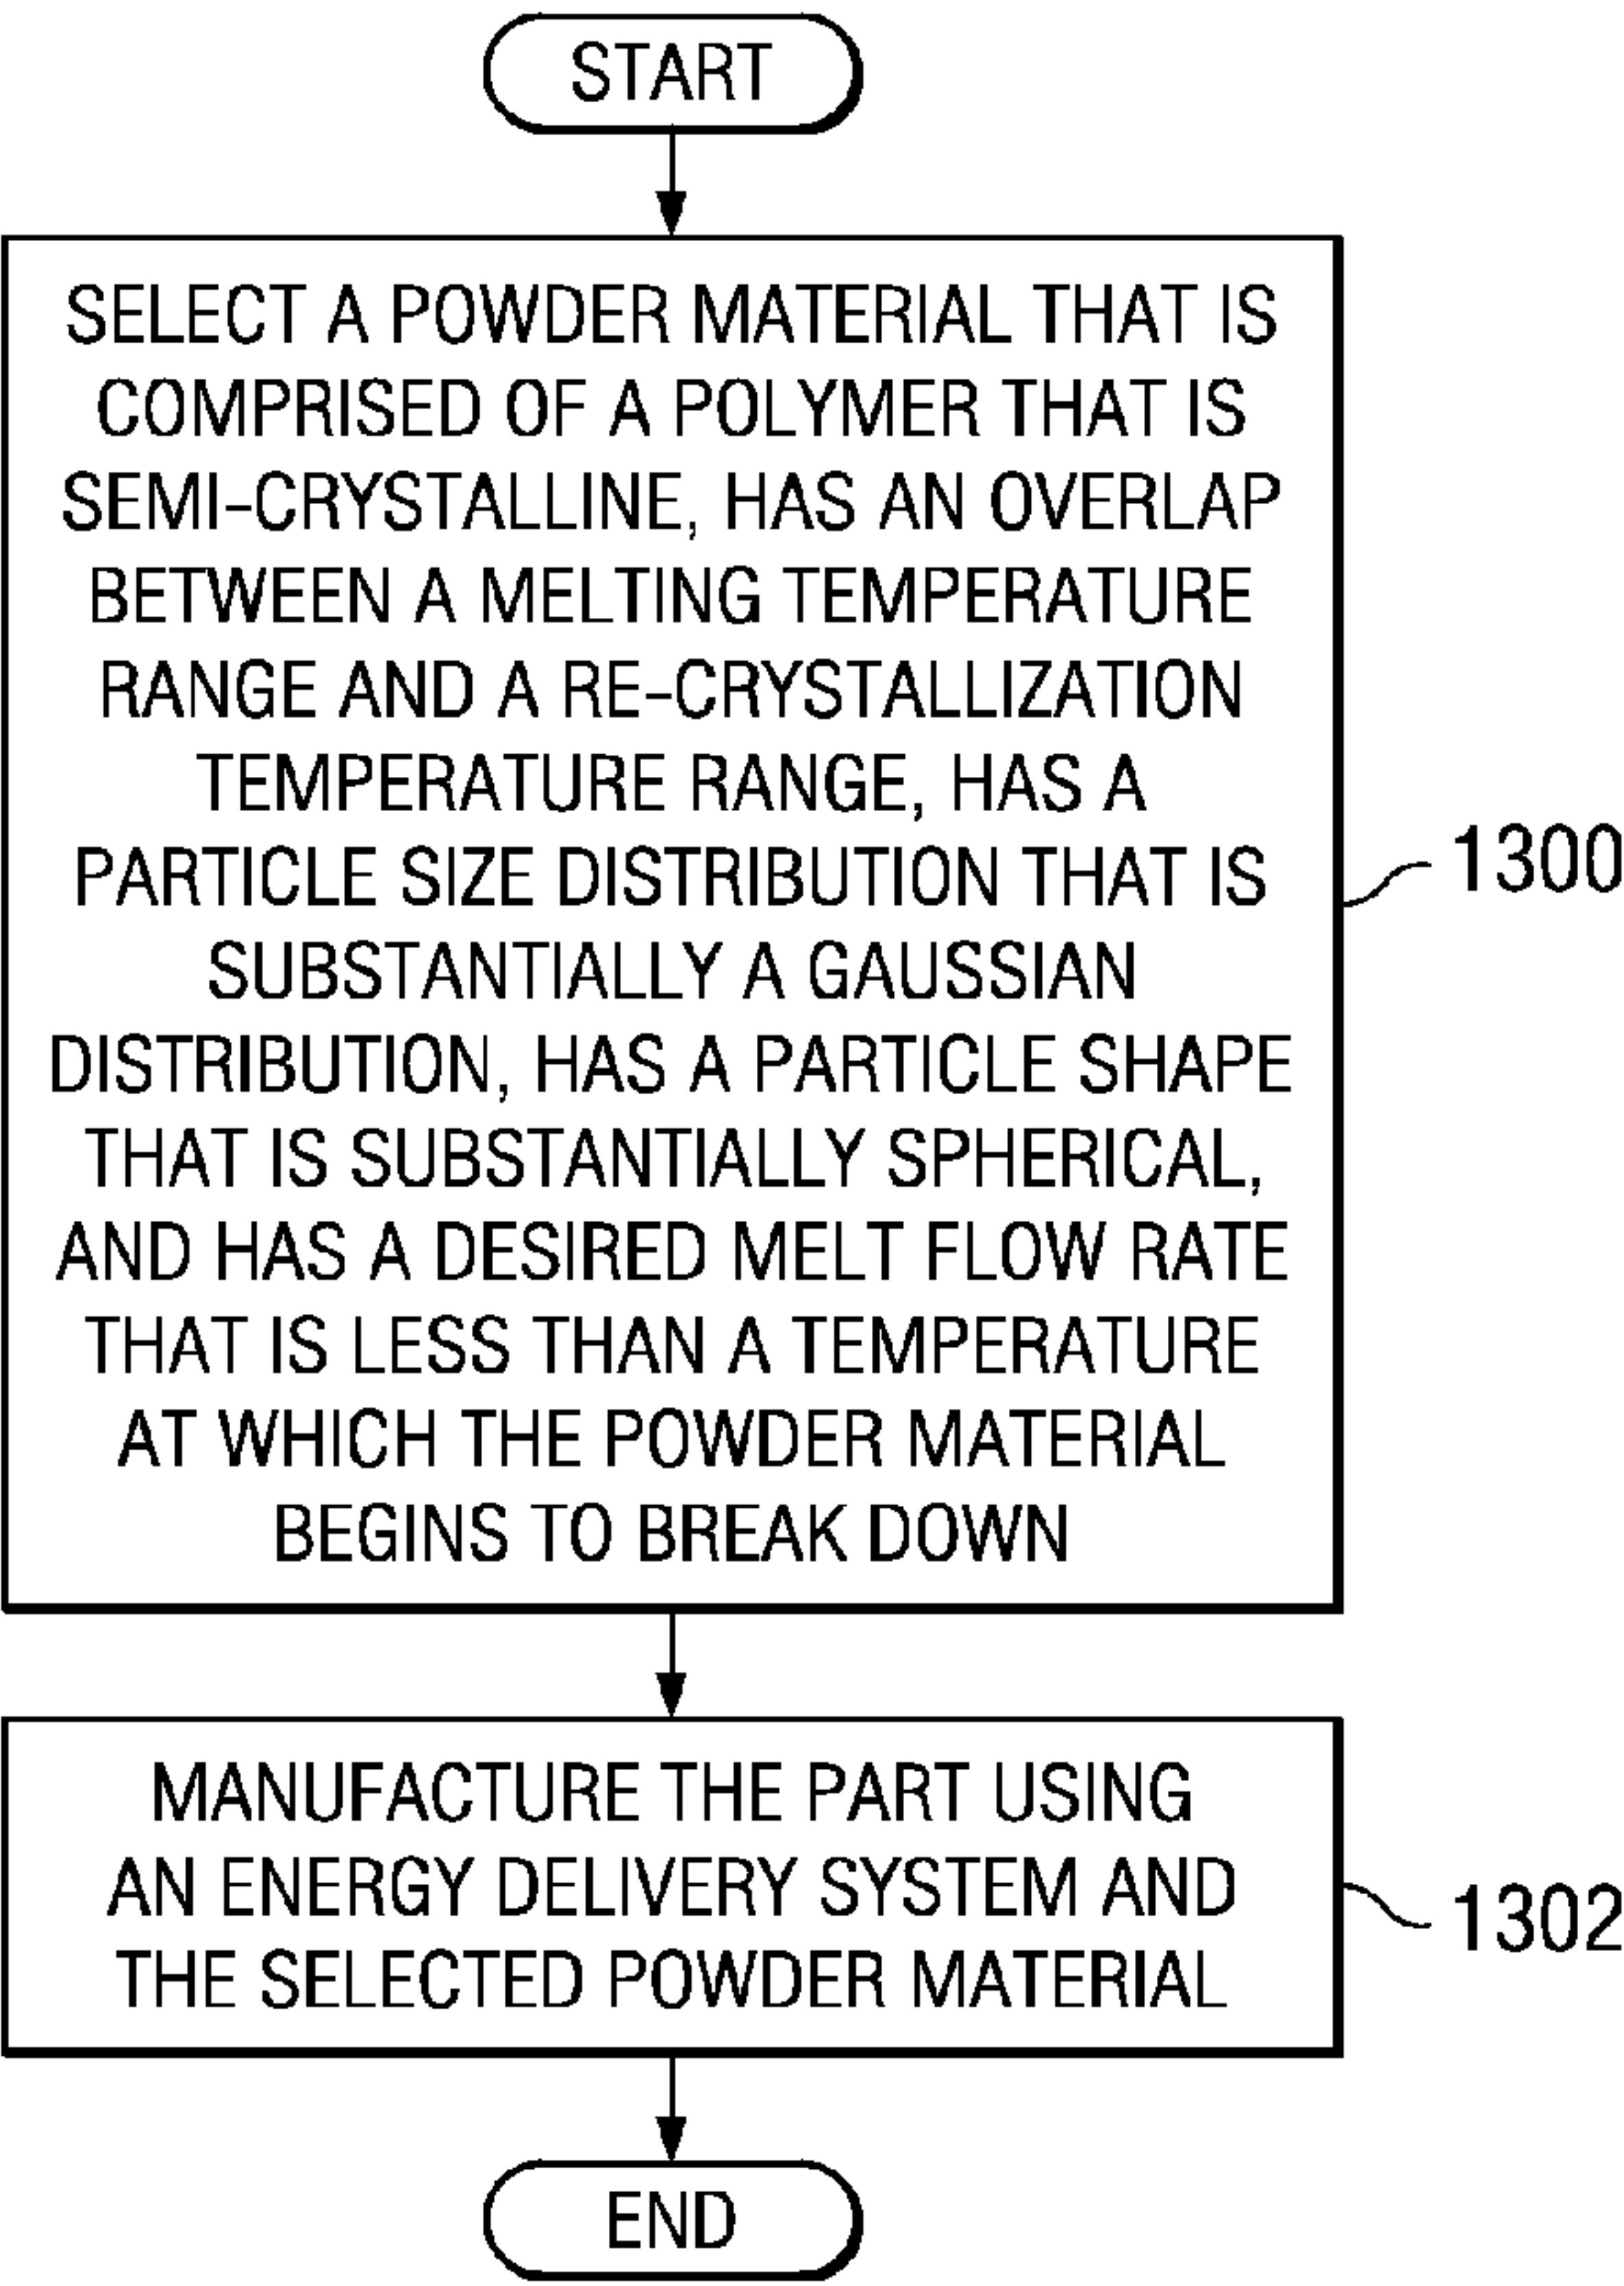 START
SELECT A POWDER MATERIAL THAT IS
COMPRISED OF A POLYMER THAT IS
SEMI-CRYSTALLINE, HAS AN OVERLAP
BETWEEN A MELTING TEMPERATURE
RANGE AND A RE-CRYSTALLIZATION
TEMPERATURE RANGE, HAS A
PARTICLE SIZE DISTRIBUTION THAT IS
SUBSTANTIALLY A GAUSSIAN
DISTRIBUTION, HAS A PARTICLE SHAPE
THAT IS SUBSTANTIALLY SPHERICAL,
AND HAS A DESIRED MELT FLOW RATE
THAT IS LESS THAN A TEMPERATURE
AT WHICH THE POWDER MATERIAL
BEGINS TO BREAK DOWN
1300
MANUFACTURE THE PART USING
AN ENERGY DELIVERY SYSTEM AND
THE SELECTED POWDER MATERIAL
1302
END